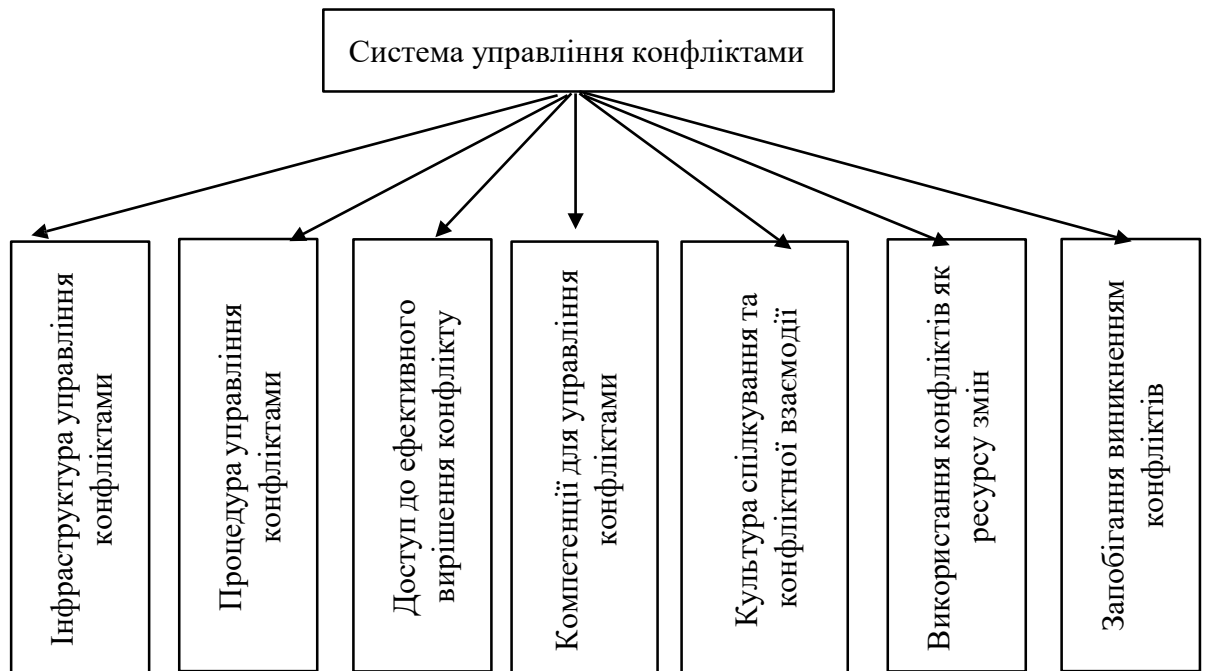 Система управління конфліктами
Інфраструктура управління
конфліктами
Процедура управління
конфліктами
Доступ до ефективного
вирішення конфлікту
Компетенції для управління
конфліктами
Культура спілкування та
конфліктної взаємодії
Використання конфліктів як
ресурсу змін
Запобігання виникненням
конфліктів